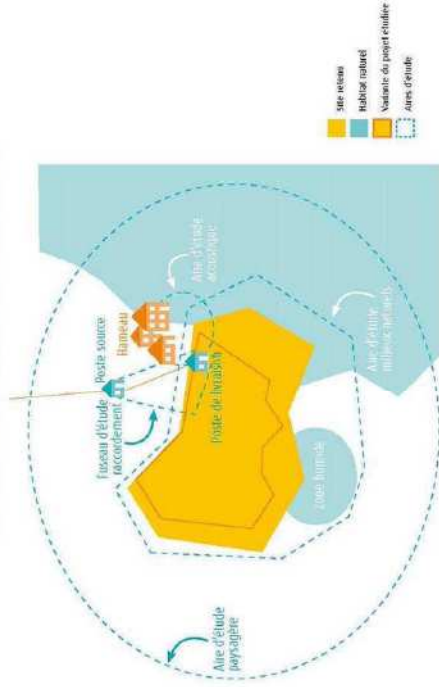 Aire d'étude
paysagère
Fuseau d'étude
raccordement
Poste source
Hameau
Poste de livraison
Aire d'étude
acoustique
Aire d'étude
milieux naturels
Zone humide
Site retenu
Habitat naturel
Variante du projet étudiée
Aires d'étude